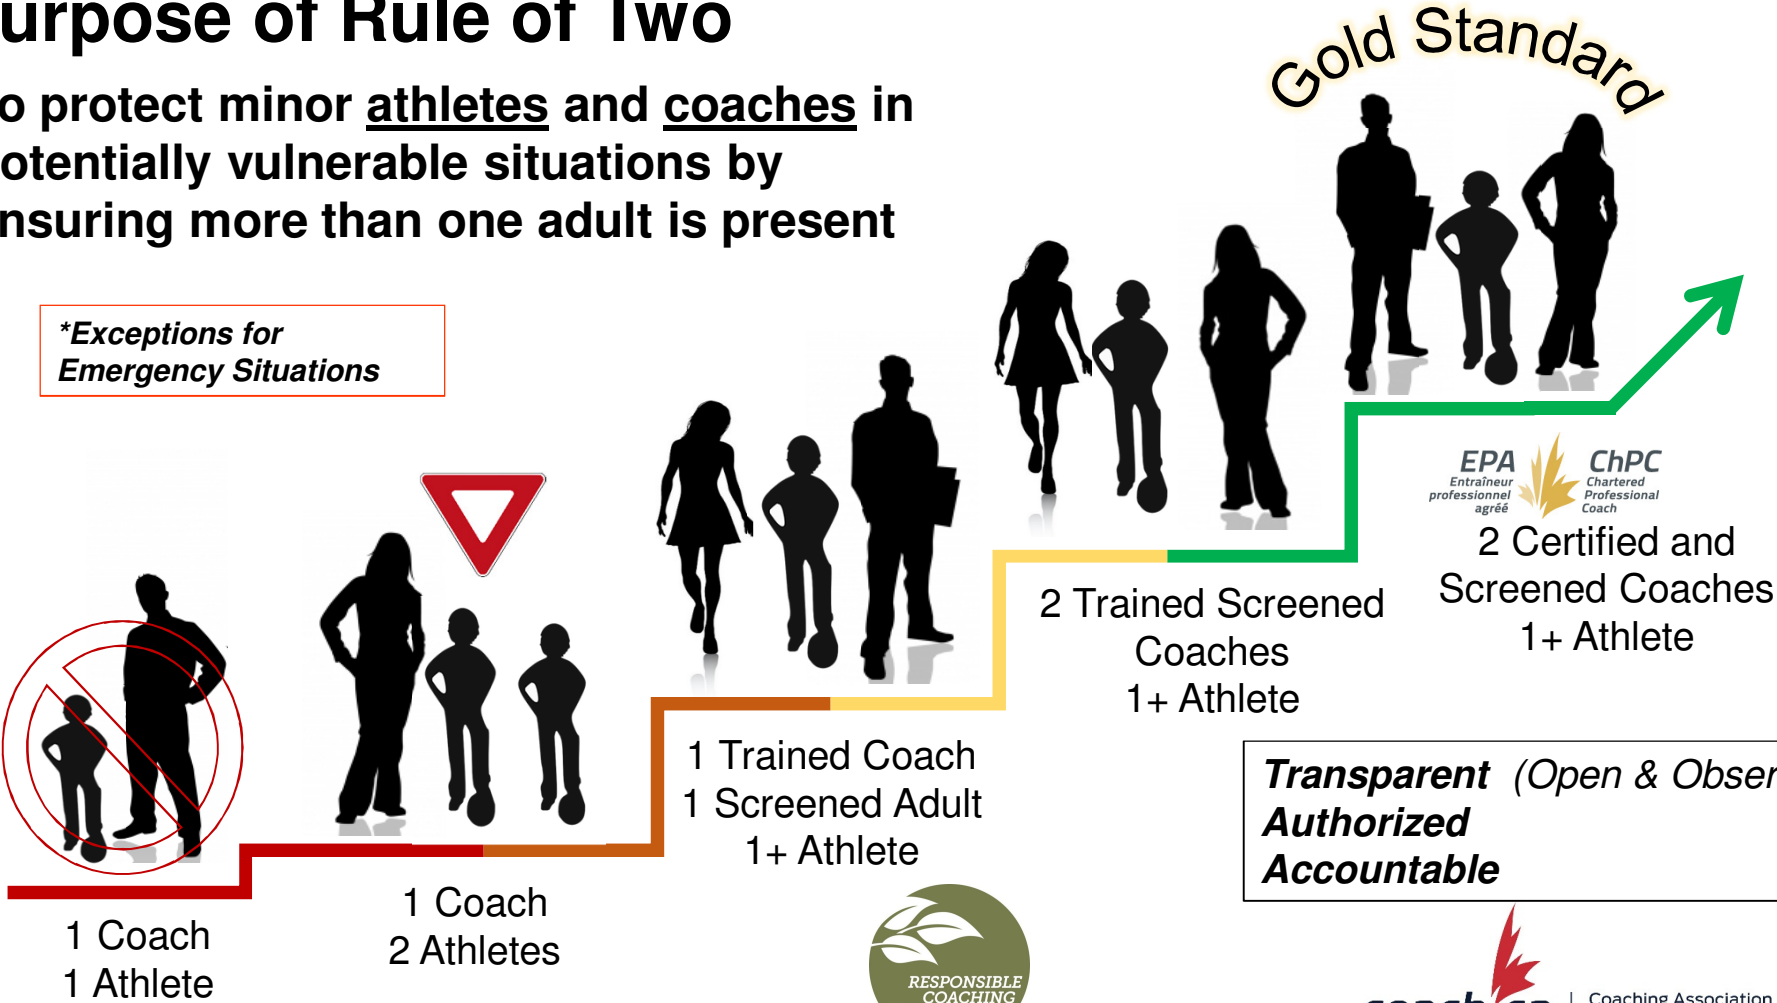 urpose of Rule of Two
o protect minor athletes and coaches in
otentially vulnerable situations by
nsuring more than one adult is present
*Exceptions for
Emergency Situations
Gold Standard
1 Coach
1 Athlete
1 Coach
2 Athletes
1 Trained Coach
1 Screened Adult
1+ Athlete
2 Trained Screened
Coaches
1+ Athlete
EPA
Entraîneur
professionnel
agréé
ChPC
Chartered
Professional
Coach
2 Certified and
Screened Coaches
1+ Athlete
Transparent (Open & Obser
Authorized
Accountable
RESPONSIBLE
COACHING
Coaching Association